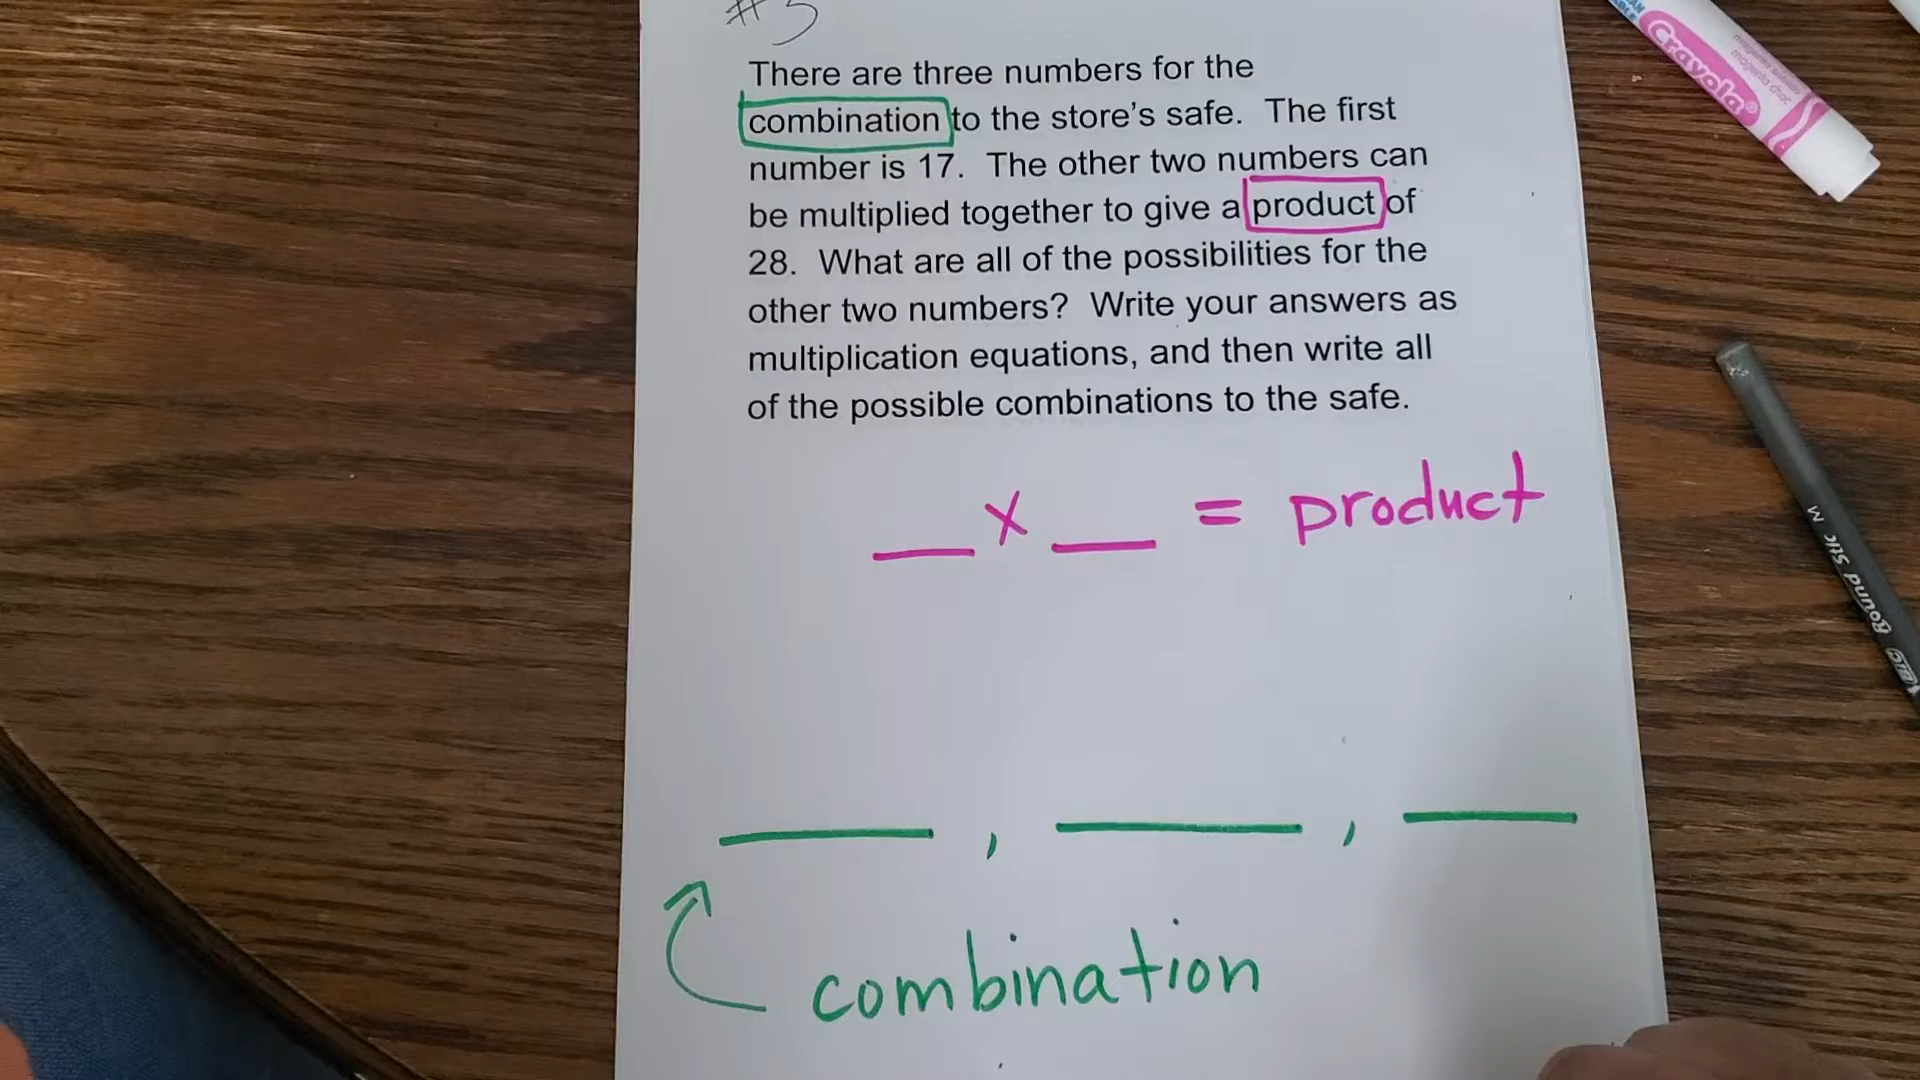 #3
There are three numbers for the
combination to the store's safe. The first
number is 17. The other two numbers can
be multiplied together to give a product of
28. What are all of the possibilities for the
other two numbers? Write your answers as
multiplication equations, and then write all
of the possible combinations to the safe.
__ x __ = product
__ , __ , __
combination
Crayola®
BIC Round Stic M